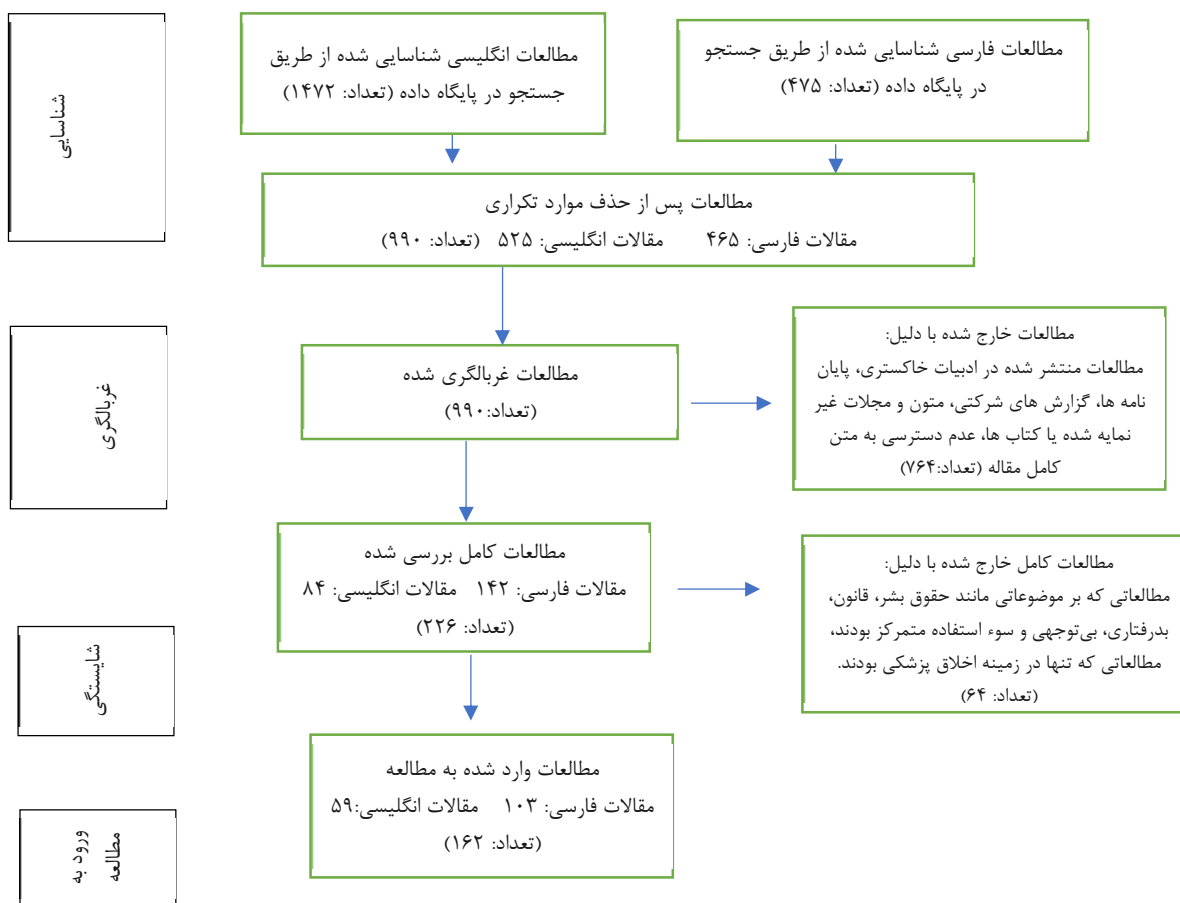 شناسایی
مطالعات فارسی شناسایی شده از طریق جستجو
در پایگاه داده (تعداد: ۴۷۵)
مطالعات انگلیسی شناسایی شده از طریق
جستجو در پایگاه داده (تعداد: ۱۴۷۲)
مطالعات پس از حذف موارد تکراری
مقالات فارسی: ۴۶۵ مقالات انگلیسی: ۵۲۵ (تعداد: ۹۹۰)
غربالگری
مطالعات غربالگری شده
(تعداد:۹۹۰)
مطالعات خارج شده با دلیل:
مطالعات منتشر شده در ادبیات خاکستری، پایان
نامه ها، گزارش های شرکتی، متون و مجلات غیر
نمایه شده یا کتاب ها، عدم دسترسی به متن
کامل مقاله (تعداد:۷۶۴)
شایستگی
مطالعات کامل بررسی شده
مقالات فارسی: ۱۴۲ مقالات انگلیسی: ۸۴
(تعداد: ۲۲۶)
مطالعات کامل خارج شده با دلیل:
مطالعاتی که بر موضوعاتی مانند حقوق بشر، قانون،
بدرفتاری، بی‌توجهی و سوء استفاده متمرکز بودند،
مطالعاتی که تنها در زمینه اخلاق پزشکی بودند.
(تعداد: ۶۴)
ورود به
مطالعه
مطالعات وارد شده به مطالعه
مقالات فارسی: ۱۰۳ مقالات انگلیسی:۵۹
(تعداد: ۱۶۲)